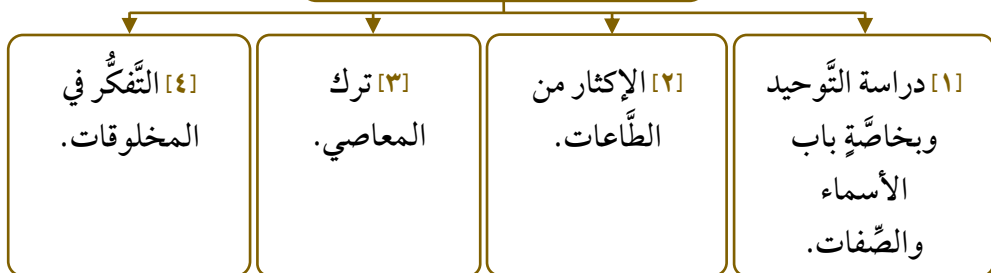 [١] دراسة التَّوحيد
وبخاصَّةٍ باب
الأسماء
والصِّفات.
[٢] الإكثار من
الطَّاعات.
[٣] ترك
المعاصي.
[٤] التَّفكُّر في
المخلوقات.